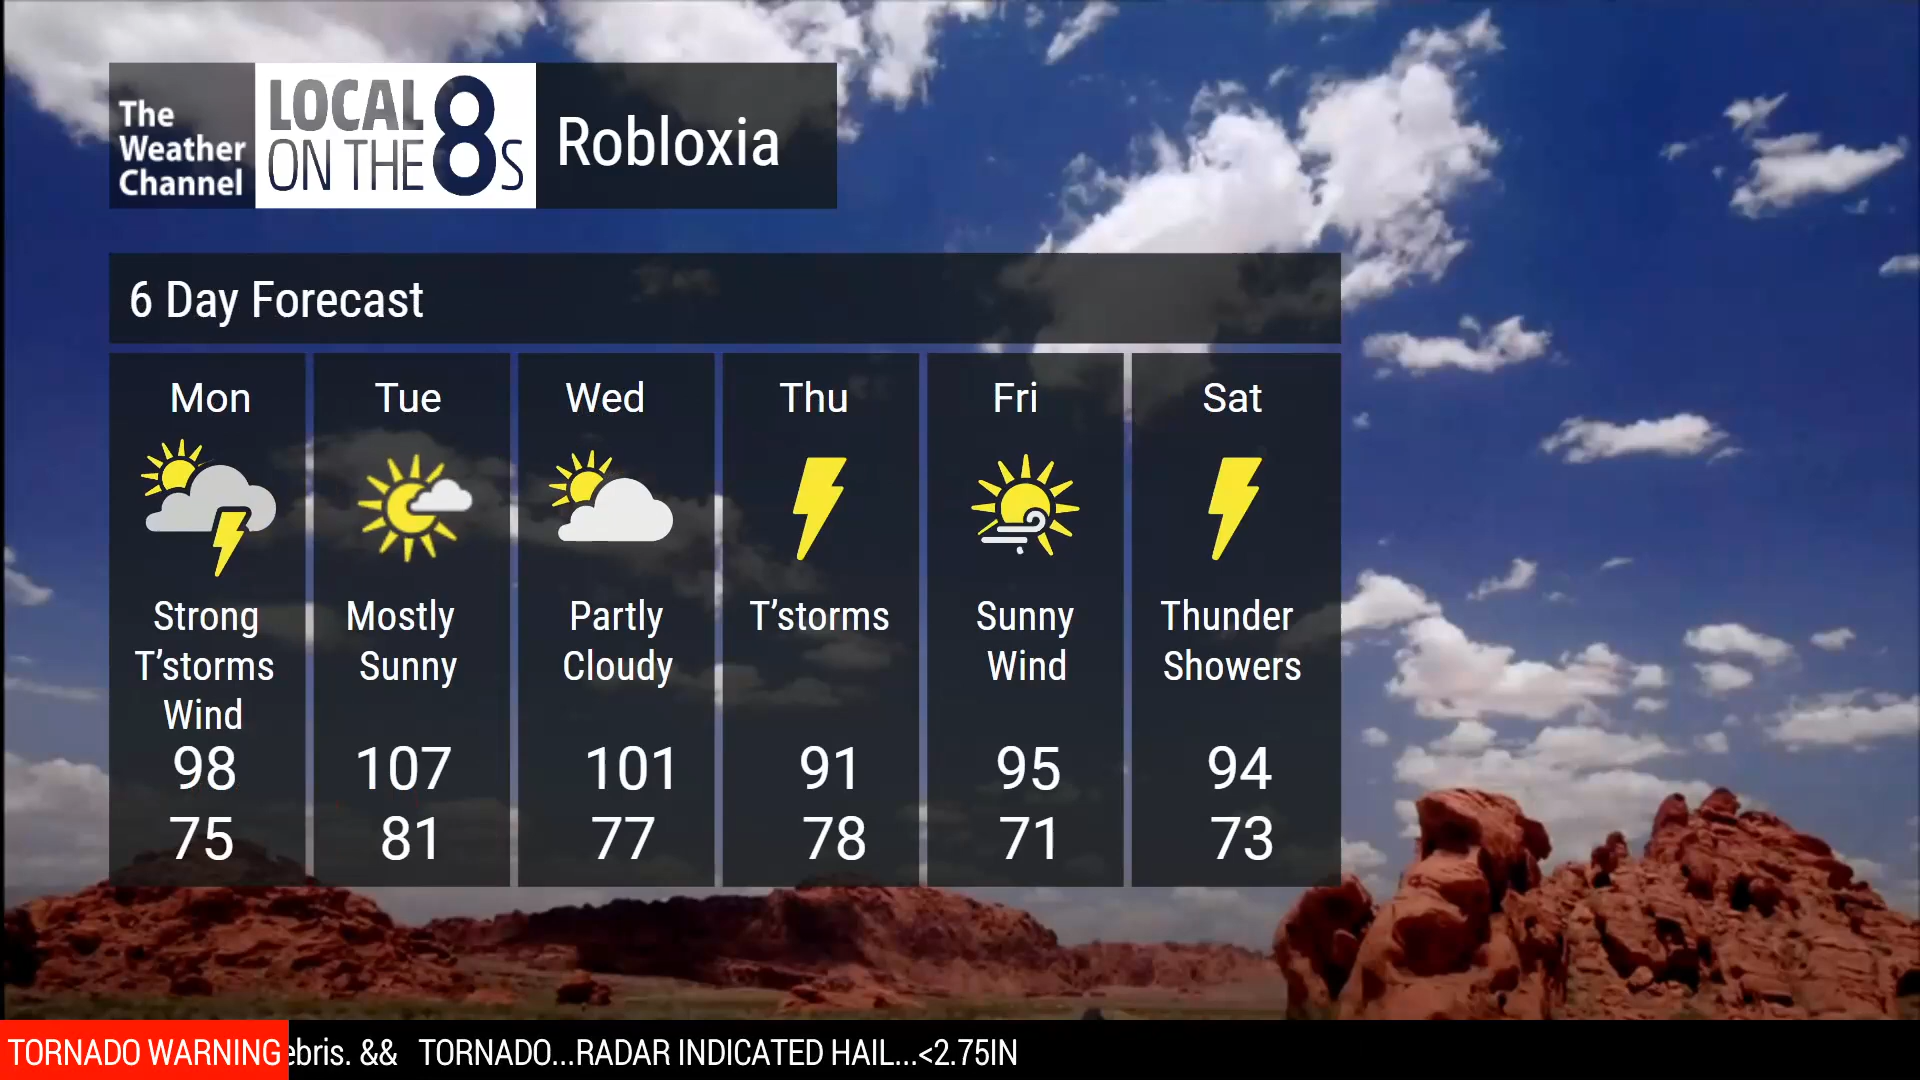 The
Weather
Channel
LOCAL
ON THE 8s
Robloxia
6 Day Forecast
Mon
Tue
Wed
Thu
Fri
Sat
Strong
T'storms
Wind
Mostly
Sunny
Partly
Cloudy
T'storms
Sunny
Wind
Thunder
Showers
98
107
101
91
95
94
75
81
77
78
71
73
TORNADO WARNING
ebris. && TORNADO...RADAR INDICATED HAIL...<2.75IN